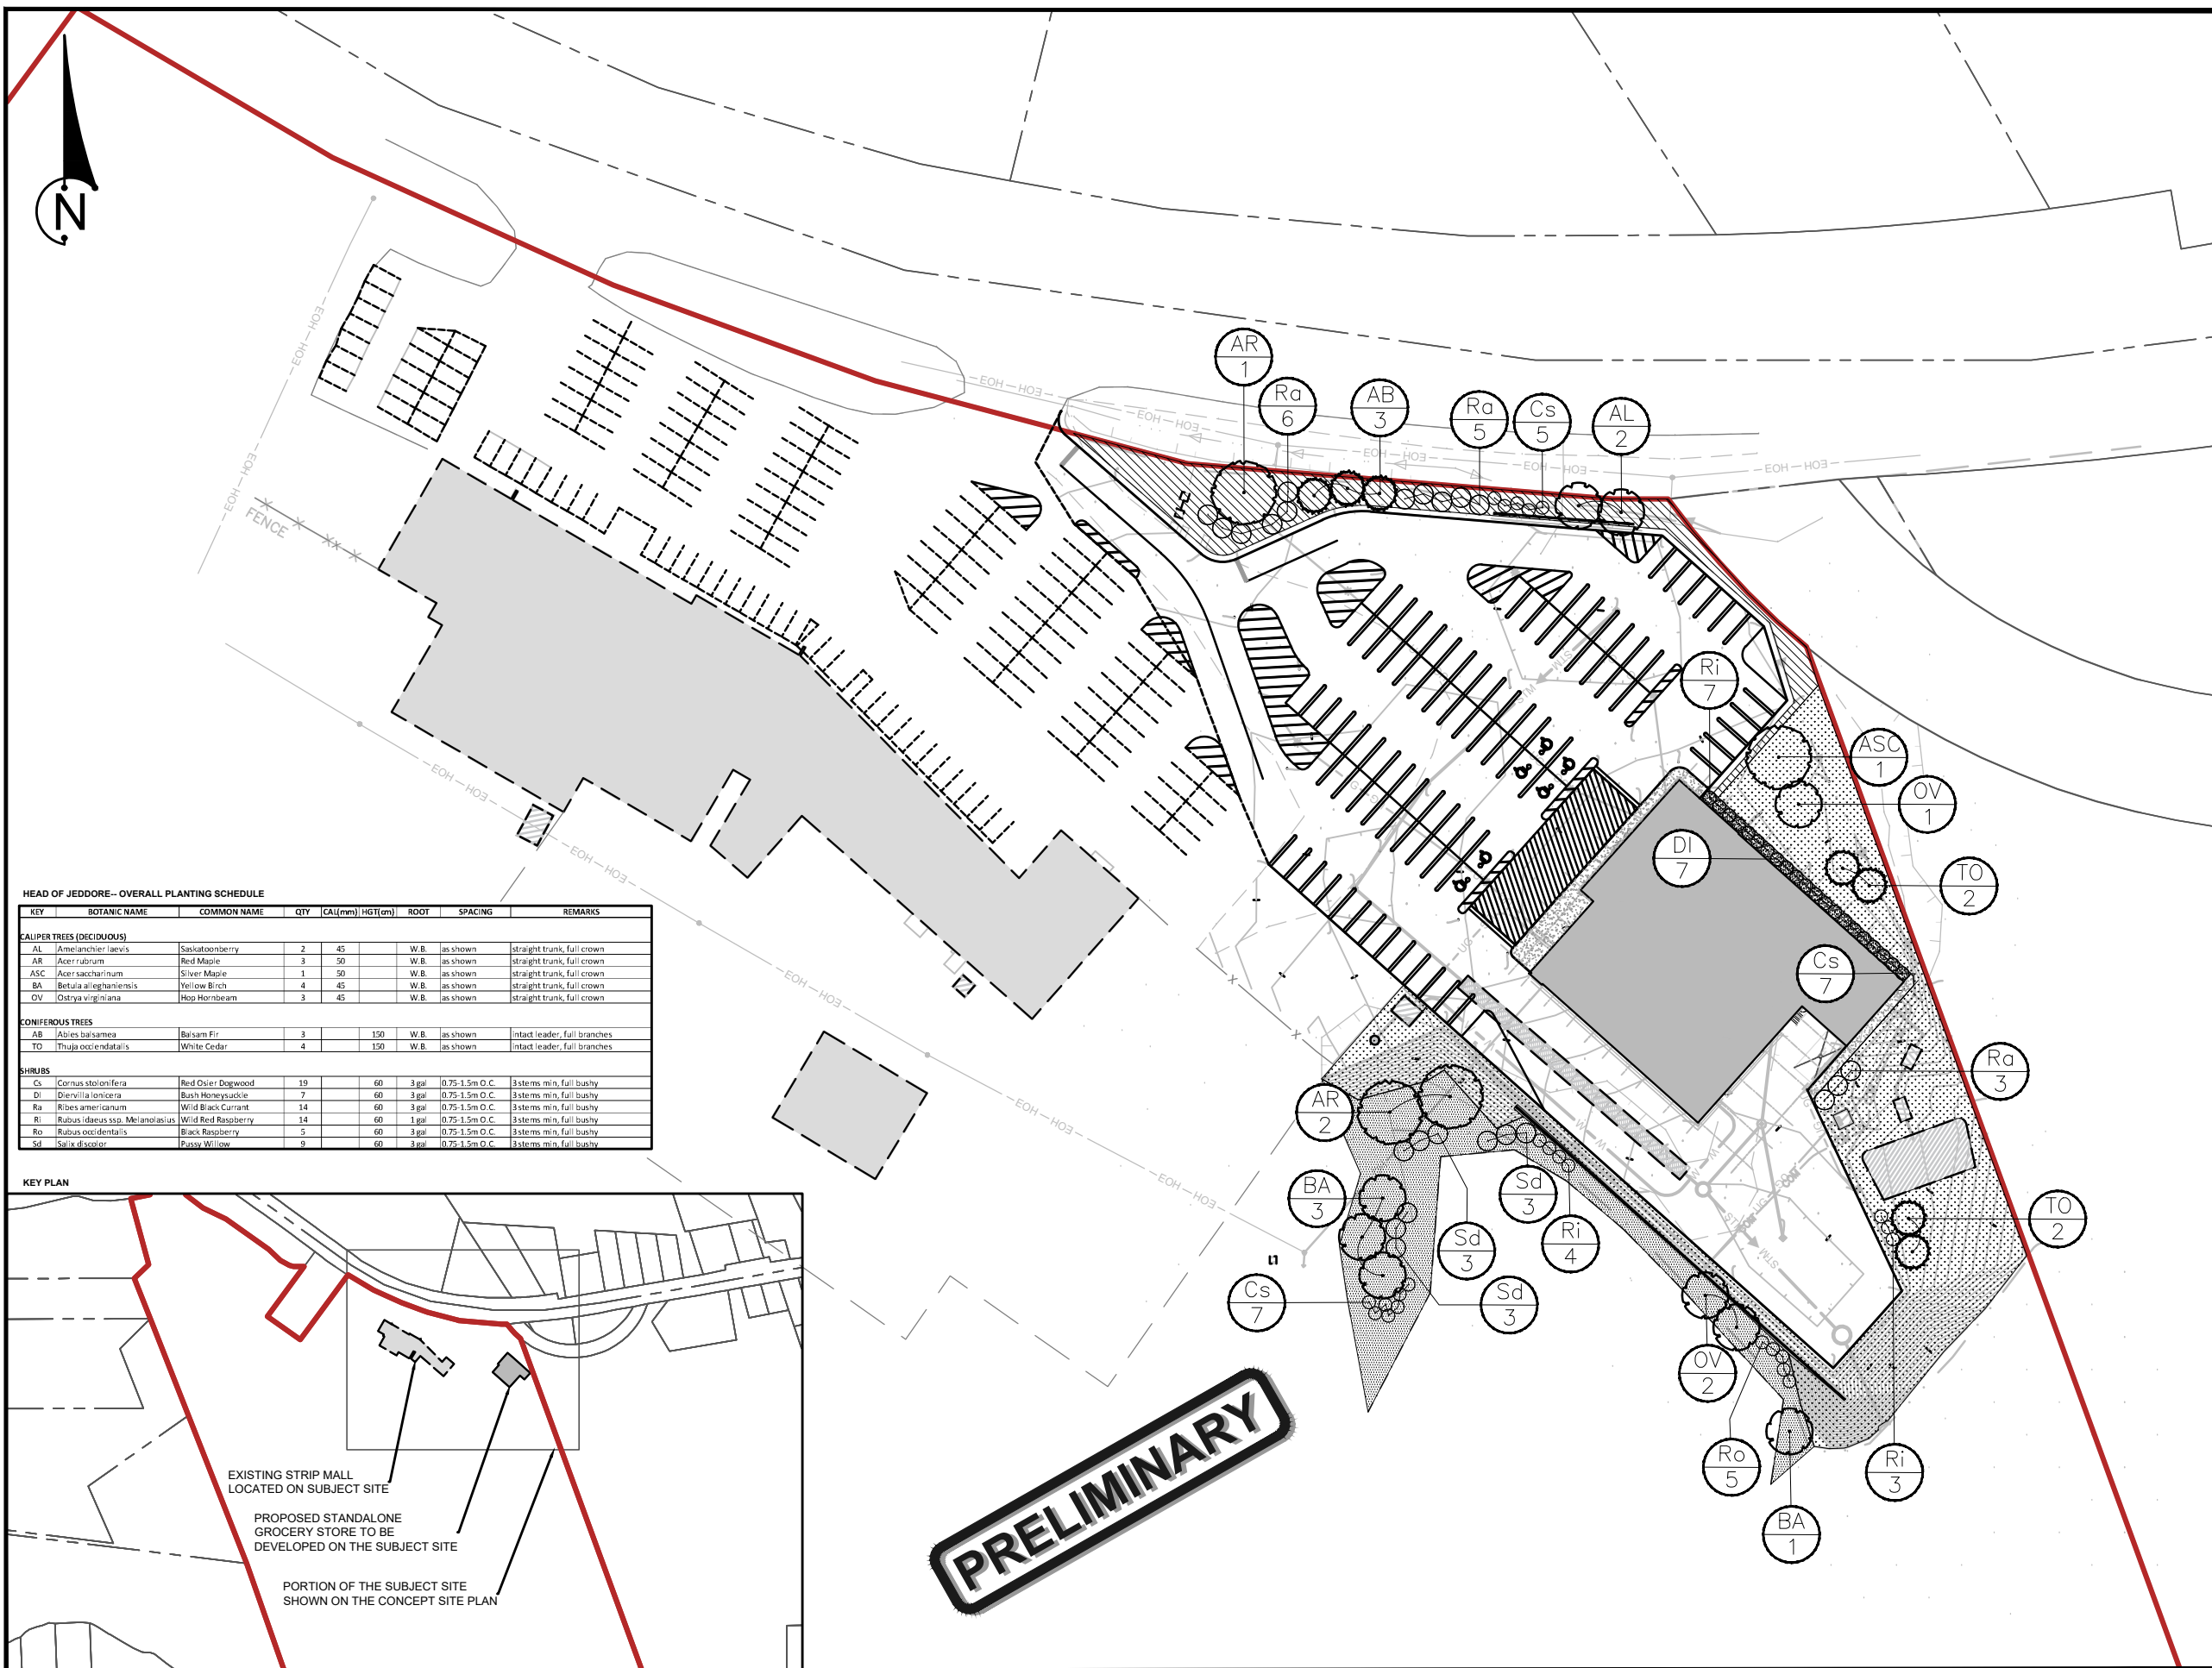 N
EOH — HOE
FENCE
AR
1
Ra
6
AB
3
Ra
5
Cs
5
AL
2
Ri
7
ASC
1
OV
1
DI
7
TO
2
Cs
7
Ra
3
AR
2
BA
3
Sd
3
Ri
4
Sd
3
Sd
3
Cs
7
TO
2
OV
2
Ro
5
Ri
3
BA
1
HEAD OF JEDDORE-- OVERALL PLANTING SCHEDULE
KEY BOTANIC NAME COMMON NAME QTY CAL(mm) HGT(cm) ROOT SPACING REMARKS
CALIPER TREES (DECIDUOUS)
AL Amelanchier laevis Saskatoonberry 2 45 W.B. as shown straight trunk, full crown
AR Acer rubrum Red Maple 3 50 W.B. as shown straight trunk, full crown
ASC Acer saccharinum Silver Maple 1 50 W.B. as shown straight trunk, full crown
BA Betula alleghaniensis Yellow Birch 4 45 W.B. as shown straight trunk, full crown
OV Ostrya virginiana Hop Hornbeam 3 45 W.B. as shown straight trunk, full crown
CONIFEROUS TREES
AB Abies balsamea Balsam Fir 3 150 W.B. as shown intact leader, full branches
TO Thuja occiendatalis White Cedar 4 150 W.B. as shown intact leader, full branches
SHRUBS
Cs Cornus stolonifera Red Osier Dogwood 19 60 3 gal 0.75-1.5m O.C. 3 stems min, full bushy
DI Diervilla lonicera Bush Honeysuckle 7 60 3 gal 0.75-1.5m O.C. 3 stems min, full bushy
Ra Ribes americanum Wild Black Currant 14 60 3 gal 0.75-1.5m O.C. 3 stems min, full bushy
Ri Rubus idaeus ssp. Melanolasius Wild Red Raspberry 14 60 1 gal 0.75-1.5m O.C. 3 stems min, full bushy
Ro Rubus occidentalis Black Raspberry 5 60 3 gal 0.75-1.5m O.C. 3 stems min, full bushy
Sd Salix discolor Pussy Willow 9 60 3 gal 0.75-1.5m O.C. 3 stems min, full bushy
KEY PLAN
EXISTING STRIP MALL
LOCATED ON SUBJECT SITE
PROPOSED STANDALONE
GROCERY STORE TO BE
DEVELOPED ON THE SUBJECT SITE
PORTION OF THE SUBJECT SITE
SHOWN ON THE CONCEPT SITE PLAN
PRELIMINARY